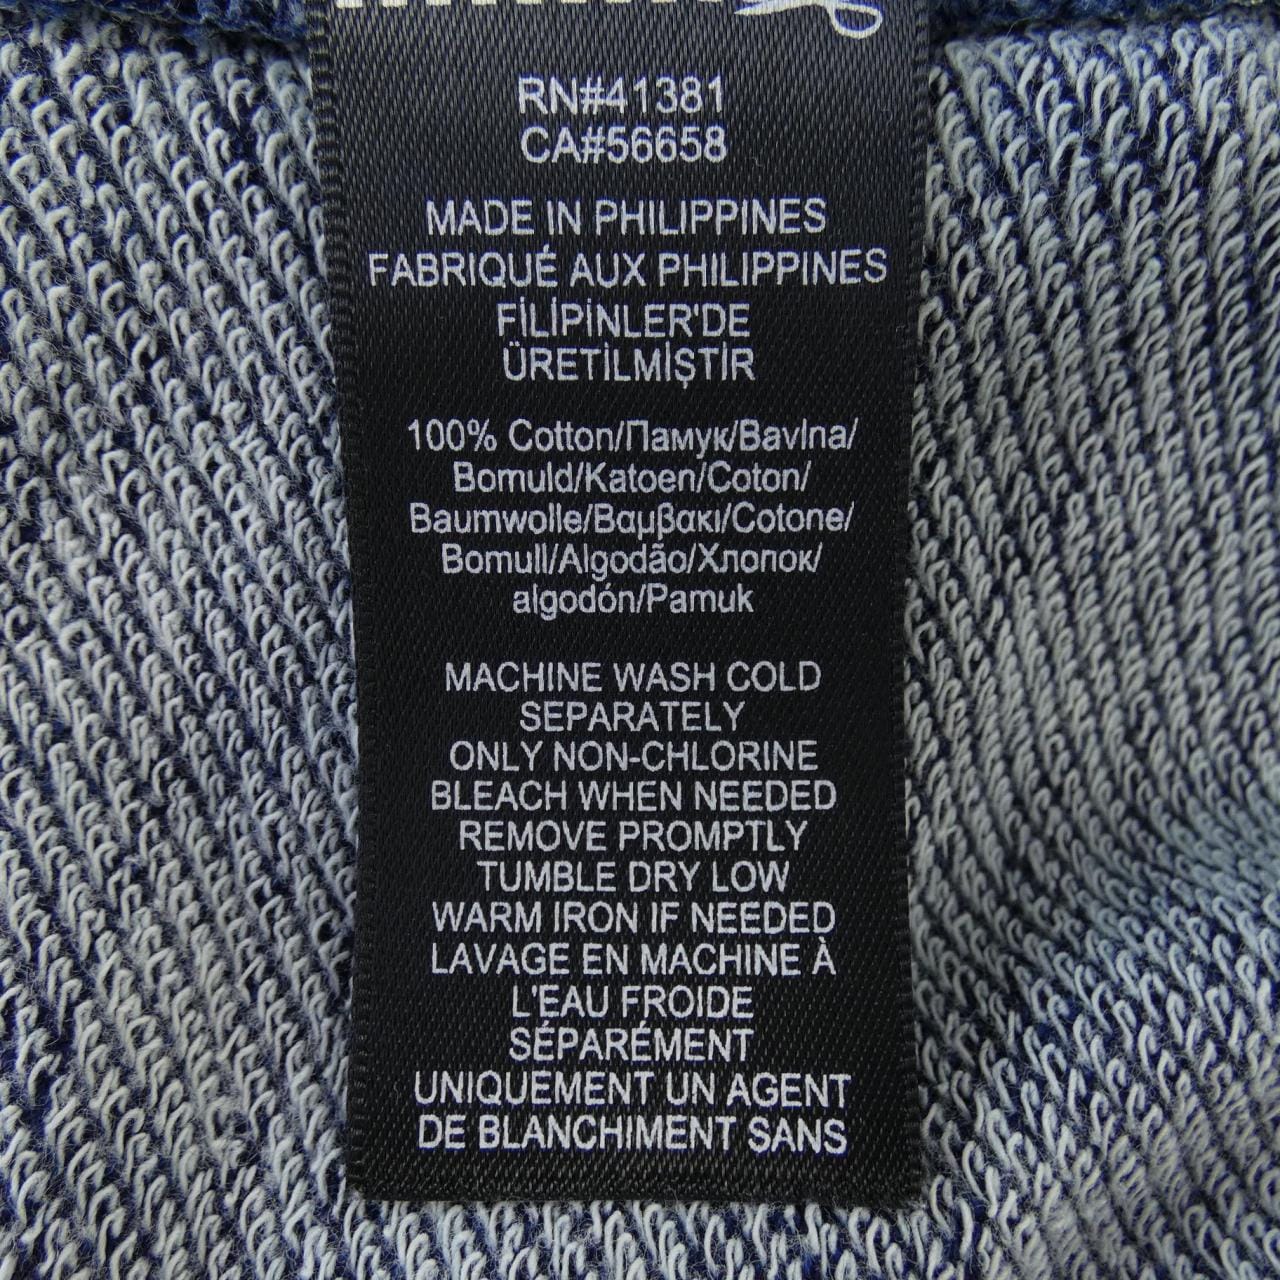 RN#41381
CA#56658
MADE IN PHILIPPINES
FABRIQUÉ AUX PHILIPPINES
FİLİPİNLER'DE
ÜRETİLMİŞTİR
100% Cotton/Памук/Bavlna/
Bomuld/Katoen/Coton/
Baumwolle/Βαμβακι/Cotone/
Bomull/Algodão/Хлопок/
algodón/Pamuk
MACHINE WASH COLD
SEPARATELY
ONLY NON-CHLORINE
BLEACH WHEN NEEDED
REMOVE PROMPTLY
TUMBLE DRY LOW
WARM IRON IF NEEDED
LAVAGE EN MACHINE À
L'EAU FROIDE
SÉPARÉMENT
UNIQUEMENT UN AGENT
DE BLANCHIMENT SANS